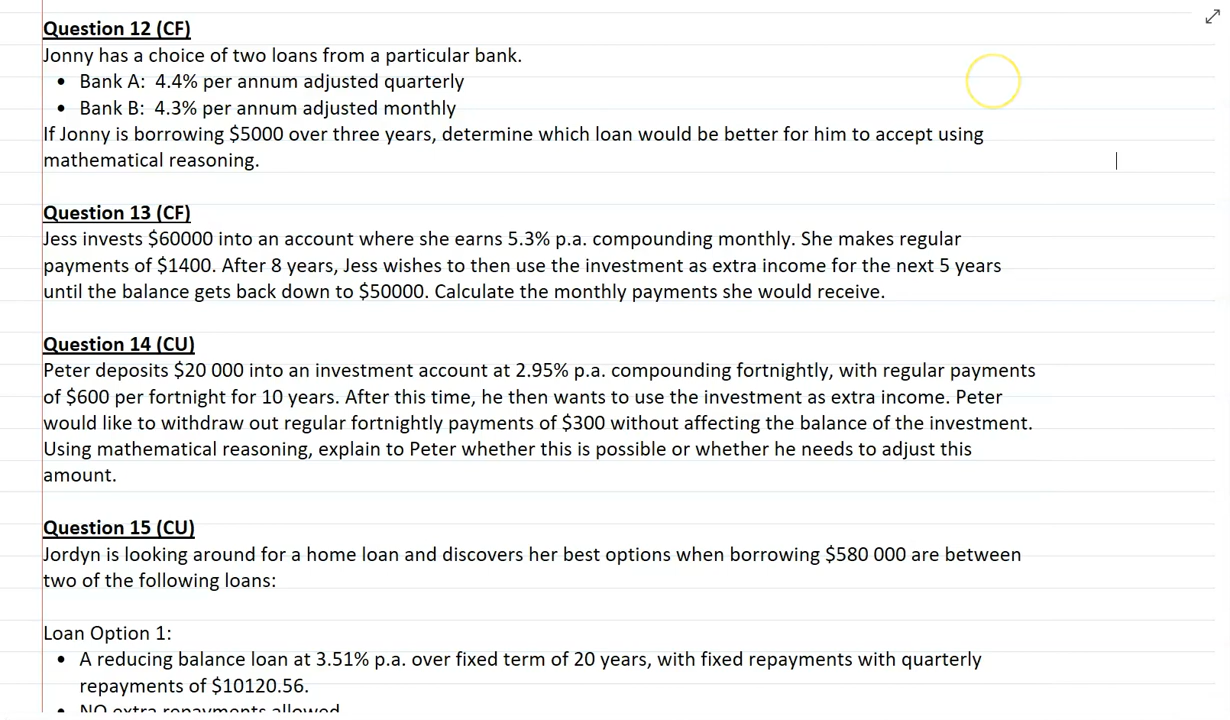 Question 12 (CF)
Jonny has a choice of two loans from a particular bank.
• Bank A: 4.4% per annum adjusted quarterly
• Bank B: 4.3% per annum adjusted monthly
If Jonny is borrowing $5000 over three years, determine which loan would be better for him to accept using
mathematical reasoning.
Question 13 (CF)
Jess invests $60000 into an account where she earns 5.3% p.a. compounding monthly. She makes regular
payments of $1400. After 8 years, Jess wishes to then use the investment as extra income for the next 5 years
until the balance gets back down to $50000. Calculate the monthly payments she would receive.
Question 14 (CU)
Peter deposits $20 000 into an investment account at 2.95% p.a. compounding fortnightly, with regular payments
of $600 per fortnight for 10 years. After this time, he then wants to use the investment as extra income. Peter
would like to withdraw out regular fortnightly payments of $300 without affecting the balance of the investment.
Using mathematical reasoning, explain to Peter whether this is possible or whether he needs to adjust this
amount.
Question 15 (CU)
Jordyn is looking around for a home loan and discovers her best options when borrowing $580 000 are between
two of the following loans:
Loan Option 1:
• A reducing balance loan at 3.51% p.a. over fixed term of 20 years, with fixed repayments with quarterly
repayments of $10120.56.
• NO extra repayments allowed